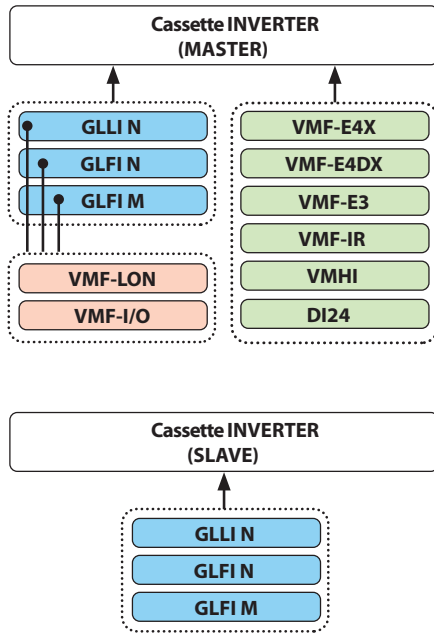 Cassette INVERTER
(MASTER)
GLLI N
GLFI N
GLFI M
VMF-LON
VMF-I/O
VMF-E4X
VMF-E4DX
VMF-E3
VMF-IR
VMHI
DI24
Cassette INVERTER
(SLAVE)
GLLI N
GLFI N
GLFI M